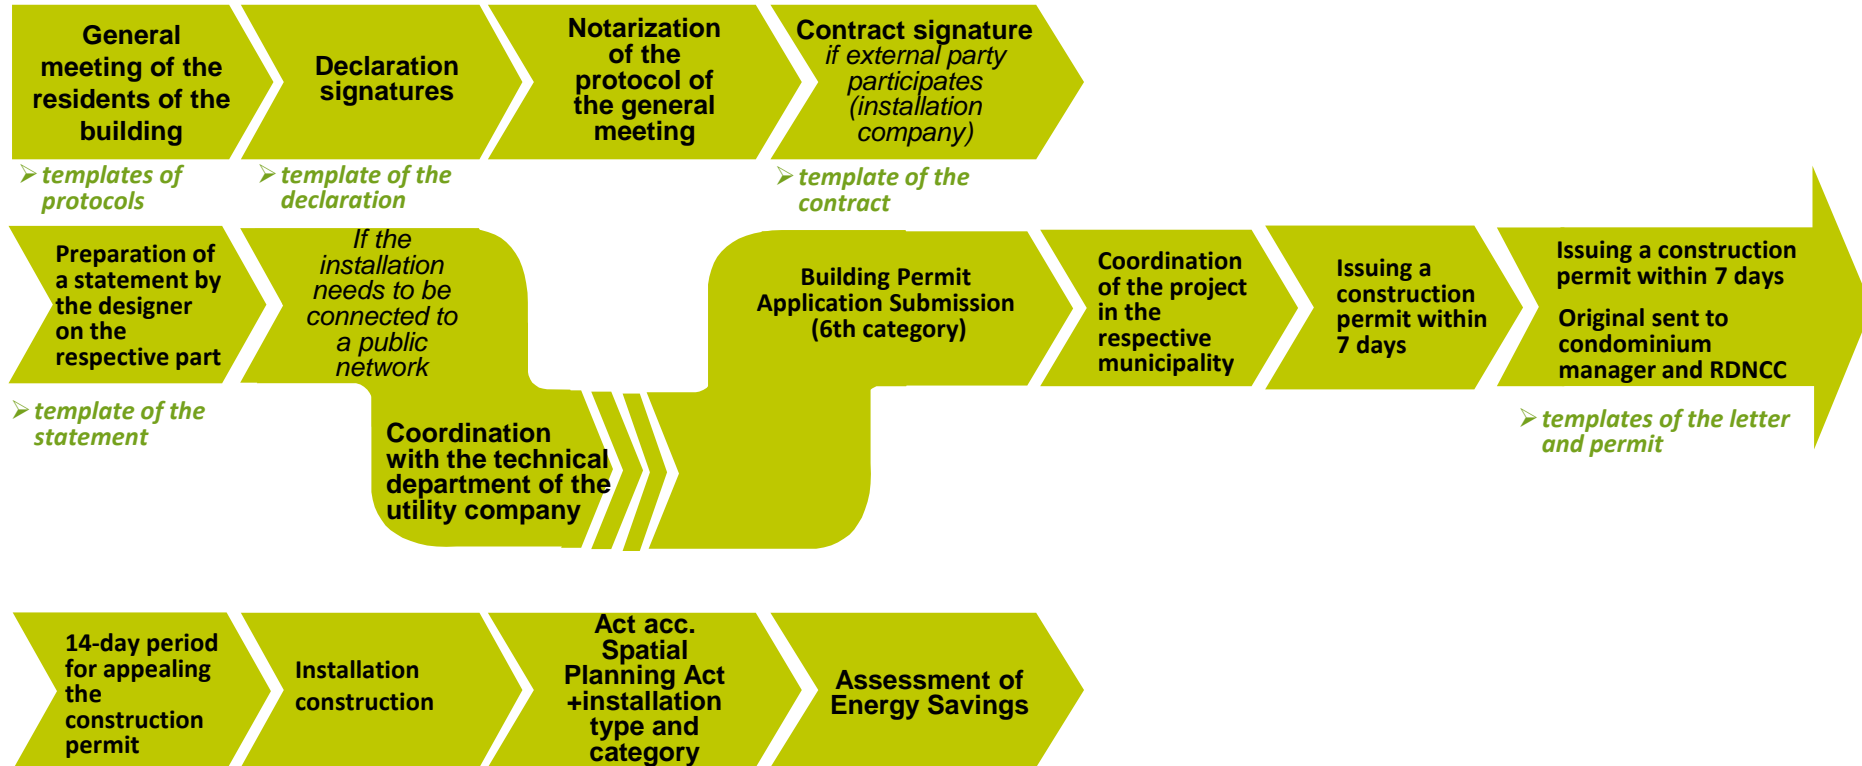 General
meeting of the
residents of the
building
Declaration
signatures
Notarization
of the
protocol of
the general
meeting
Contract signature
if external party
participates
(installation
company)
➢ templates of
protocols
➢ template of the
declaration
➢ template of the
contract
Preparation of
a statement by
the designer
on the
respective part
If the
installation
needs to be
connected to
a public
network
Coordination
with the technical
department of the
utility company
Building Permit
Application Submission
(6th category)
Coordination
of the project
in the
respective
municipality
Issuing a
construction
permit within
7 days
Issuing a construction
permit within 7 days
Original sent to
condominium
manager and RDNCC
➢ template of the
statement
➢ templates of the letter
and permit
14-day period
for appealing
the
construction
permit
Installation
construction
Act acc.
Spatial
Planning Act
+installation
type and
category
Assessment of
Energy Savings